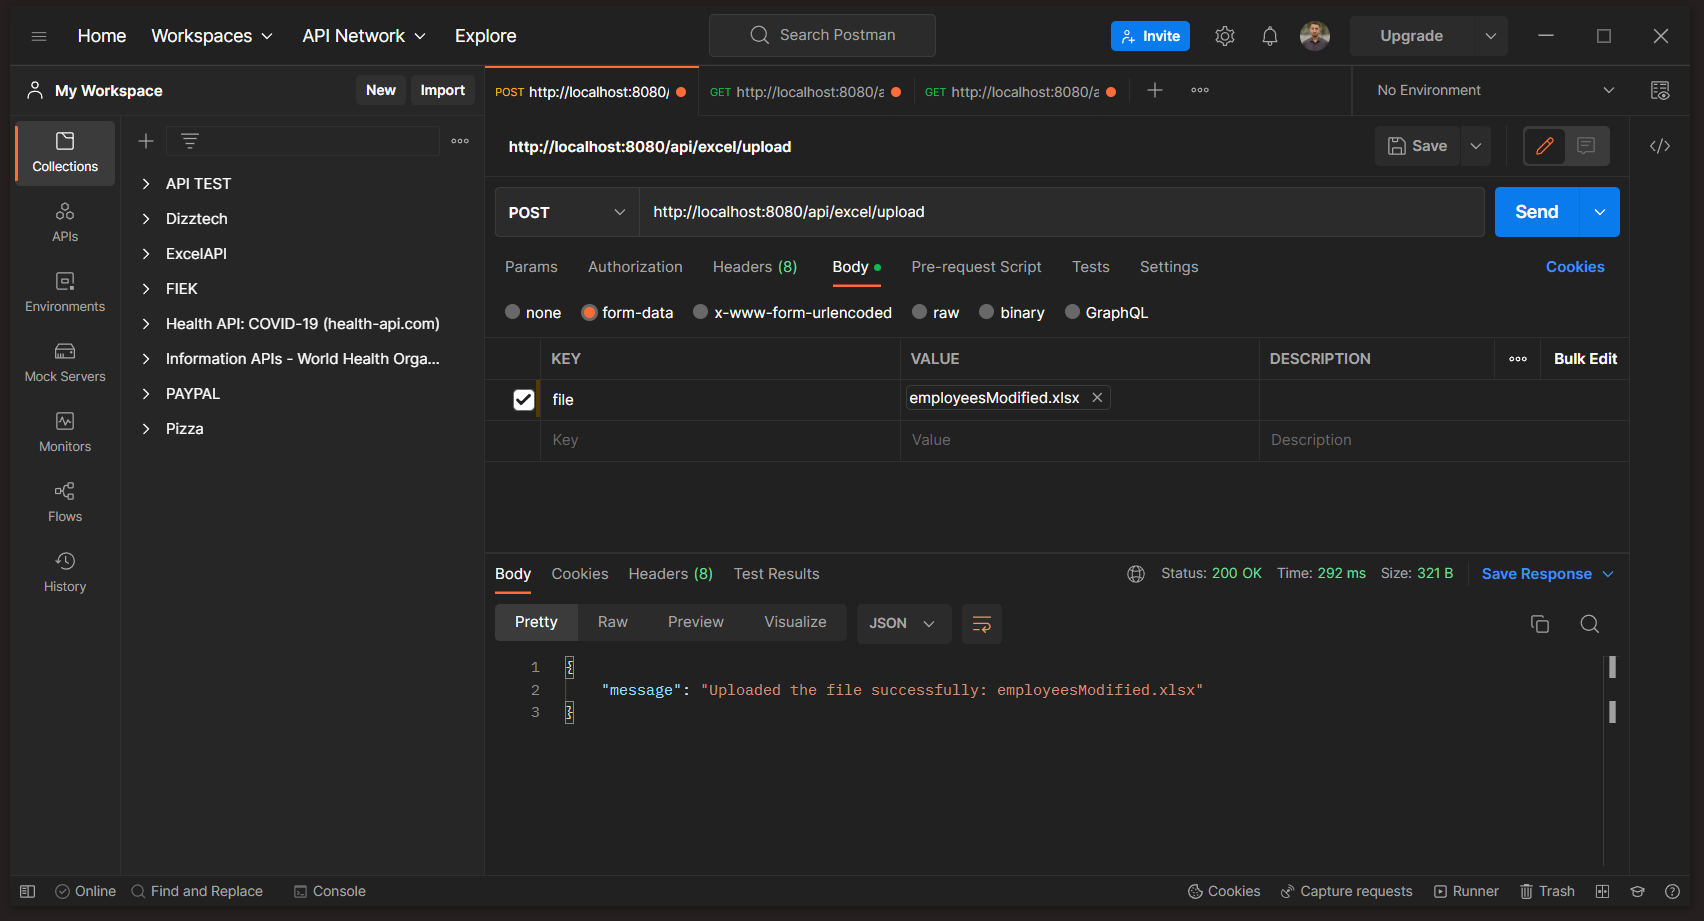 Home Workspaces API Network Explore Search Postman Invite Upgrade
My Workspace New Import
POST http://localhost:8080/ GET http://localhost:8080/a GET http://localhost:8080/a No Environment
Collections
APIs
Environments
Mock Servers
Monitors
Flows
History
API TEST
Dizztech
ExcelAPI
FIEK
Health API: COVID-19 (health-api.com)
Information APIs - World Health Orga...
PAYPAL
Pizza
http://localhost:8080/api/excel/upload Save
POST http://localhost:8080/api/excel/upload Send
Params Authorization Headers (8) Body Pre-request Script Tests Settings Cookies
none form-data x-www-form-urlencoded raw binary GraphQL
KEY VALUE DESCRIPTION Bulk Edit
file employeesModified.xlsx
Key Value Description
Body Cookies Headers (8) Test Results Status: 200 OK Time: 292 ms Size: 321 B Save Response
Pretty Raw Preview Visualize JSON
1 {
2 "message": "Uploaded the file successfully: employeesModified.xlsx"
3 }
Online Find and Replace Console Cookies Capture requests Runner Trash